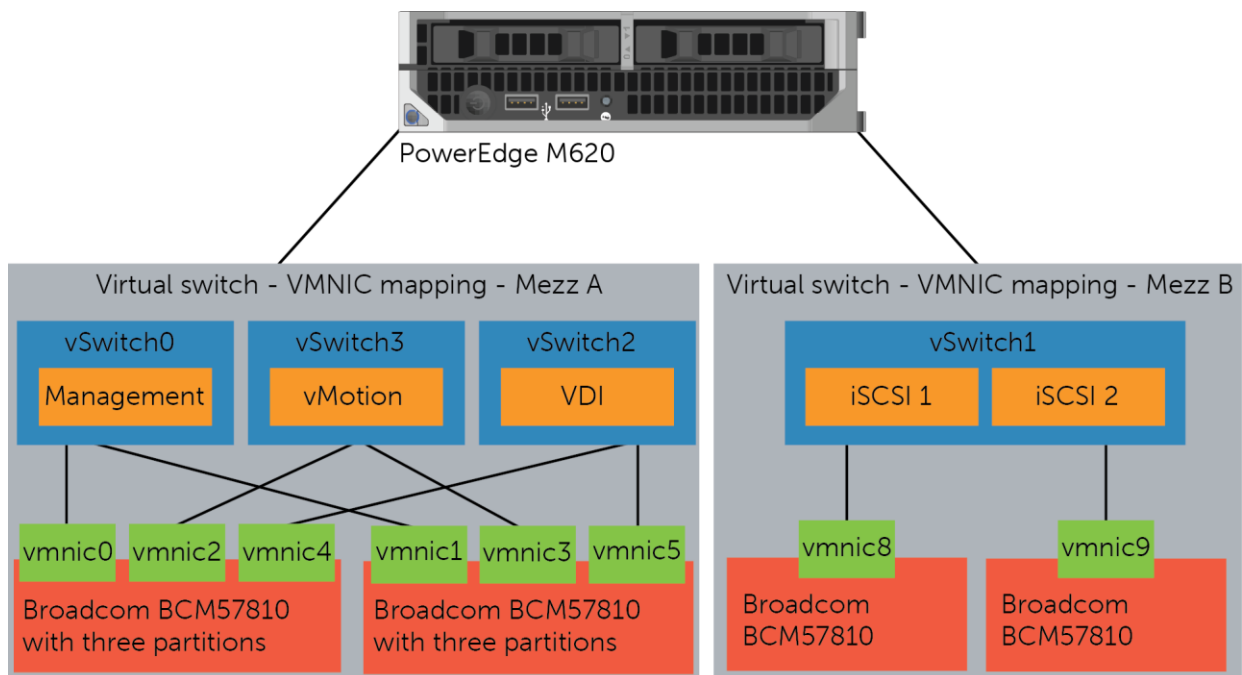 PowerEdge M620
Virtual switch - VMNIC mapping - Mezz A
vSwitch0
vSwitch3
vSwitch2
Management
vMotion
VDI
vmnic0
vmnic2
vmnic4
vmnic1
vmnic3
vmnic5
Broadcom BCM57810
with three partitions
Broadcom BCM57810
with three partitions
Virtual switch - VMNIC mapping - Mezz B
vSwitch1
iSCSI 1
iSCSI 2
vmnic8
vmnic9
Broadcom
BCM57810
Broadcom
BCM57810